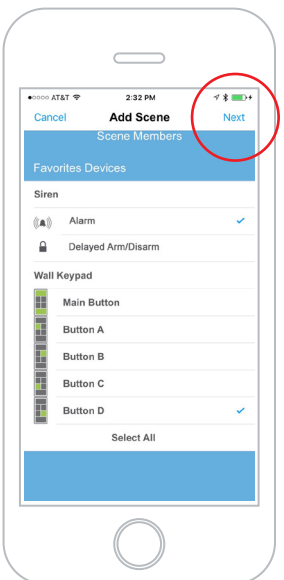 AT&T 2:32 PM
Cancel Add Scene Next
Scene Members
Favorites Devices
Siren
Alarm
Delayed Arm/Disarm
Wall Keypad
Main Button
Button A
Button B
Button C
Button D
Select All